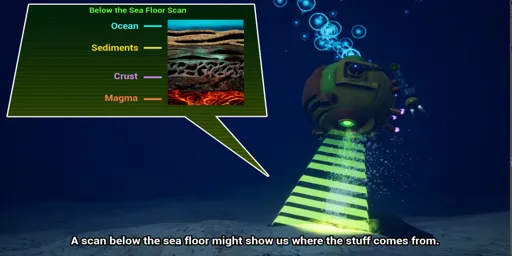 Below the Sea Floor Scan
Ocean
Sediments
Crust
Magma
A scan below the sea floor might show us where the stuff comes from.